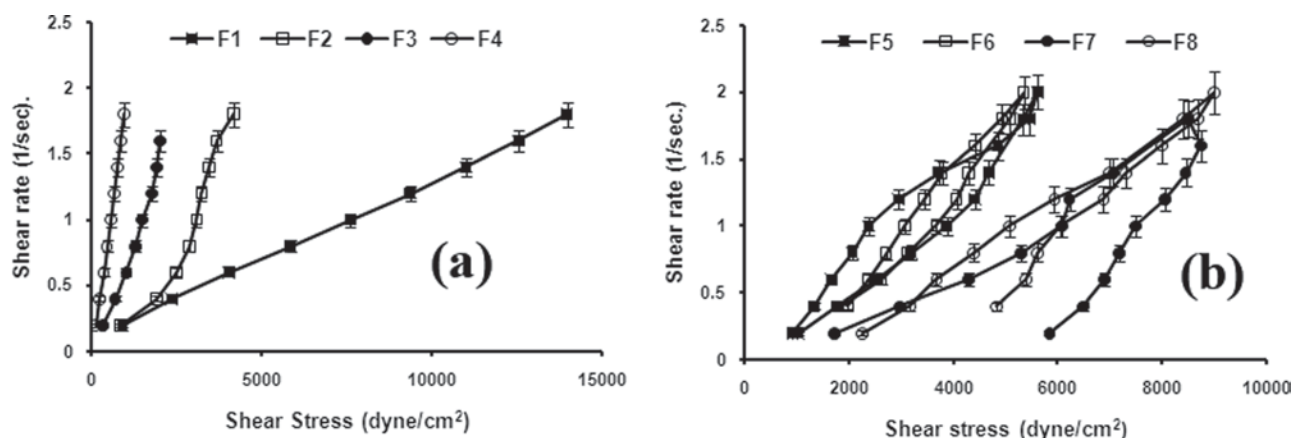 2.5
F1 F2 F3 F4
2
1.5
1
0.5
0
0 5000 10000 15000
Shear rate (1/sec).
Shear Stress (dyne/cm²)
(a)
2.5
F5 F6 F7 F8
2
1.5
1
0.5
0
0 2000 4000 6000 8000 10000
Shear rate (1/sec.)
Shear stress (dyne/cm²)
(b)